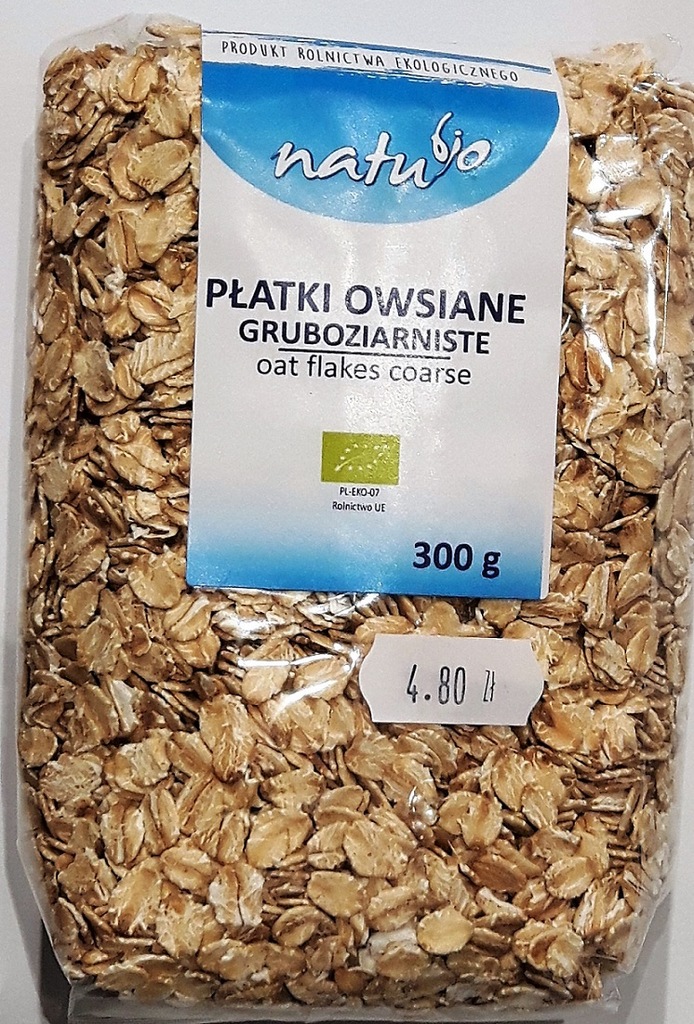 PRODUKT ROLNICTWA EKOLOGICZNEGO
natubio
PŁATKI OWSIANE
GRUBOZIARNISTE
oat flakes coarse
PL-EKO-07
Rolnictwo UE
300 g
4.80 zł